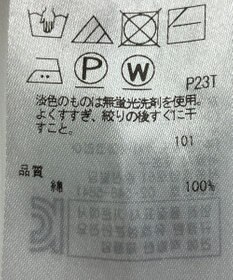 P
W
P23T
淡色のものは無蛍光洗剤を使用。
よくすすぎ、絞りの後すぐに干
すこと。
101
品質
綿 100%